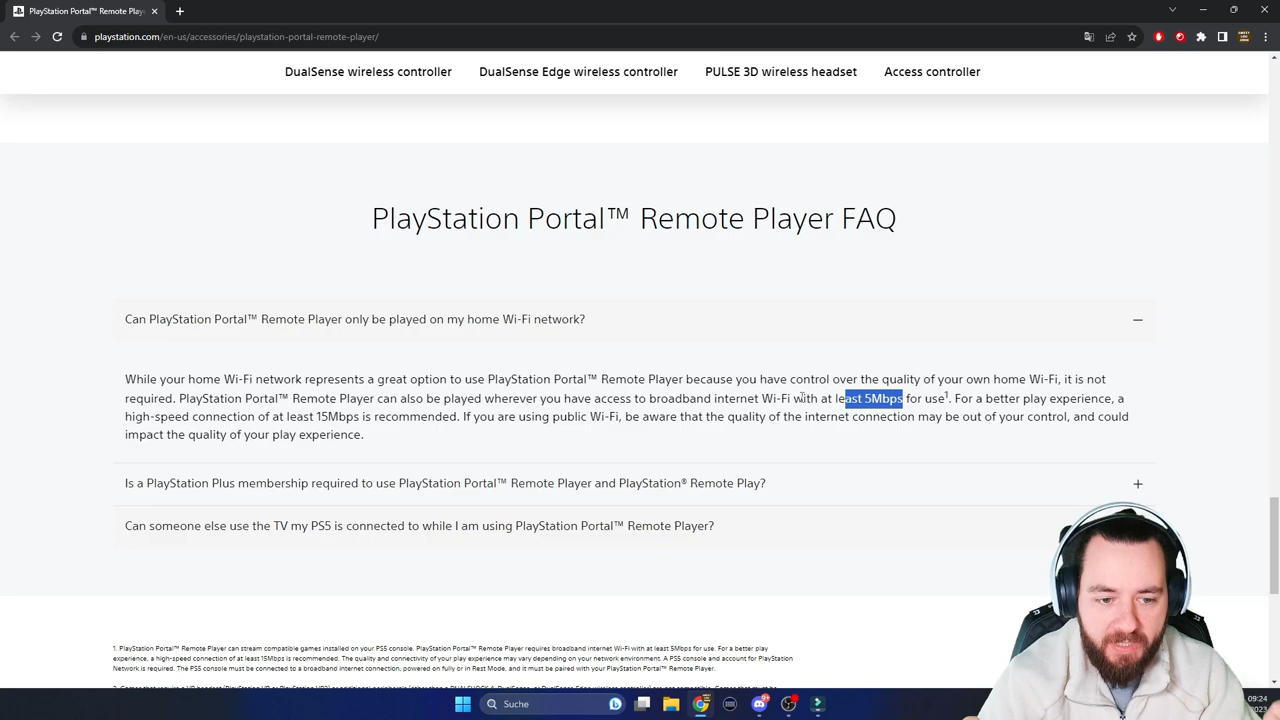 PlayStation Portal™ Remote Play
playstation.com/en-us/accessories/playstation-portal-remote-player/
DualSense wireless controller DualSense Edge wireless controller PULSE 3D wireless headset Access controller
PlayStation Portal™ Remote Player FAQ
Can PlayStation Portal™ Remote Player only be played on my home Wi-Fi network?
While your home Wi-Fi network represents a great option to use PlayStation Portal™ Remote Player because you have control over the quality of your own home Wi-Fi, it is not
required. PlayStation Portal™ Remote Player can also be played wherever you have access to broadband internet Wi-Fi with at least 5Mbps for use¹. For a better play experience, a
high-speed connection of at least 15Mbps is recommended. If you are using public Wi-Fi, be aware that the quality of the internet connection may be out of your control, and could
impact the quality of your play experience.
Is a PlayStation Plus membership required to use PlayStation Portal™ Remote Player and PlayStation® Remote Play?
Can someone else use the TV my PS5 is connected to while I am using PlayStation Portal™ Remote Player?
1. PlayStation Portal™ Remote Player can stream compatible games installed on your PS5 console. PlayStation Portal™ Remote Player requires broadband internet Wi-Fi with at least 5Mbps for use. For a better play
experience, a high-speed connection of at least 15Mbps is recommended. The quality and connectivity of your play experience may vary depending on your network environment. A PS5 console and account for PlayStation
Network is required. The PS5 console must be connected to a broadband internet connection, powered on fully or in Rest Mode, and it must be paired with your PlayStation Portal™ Remote Player.
Suche
09:24
2023